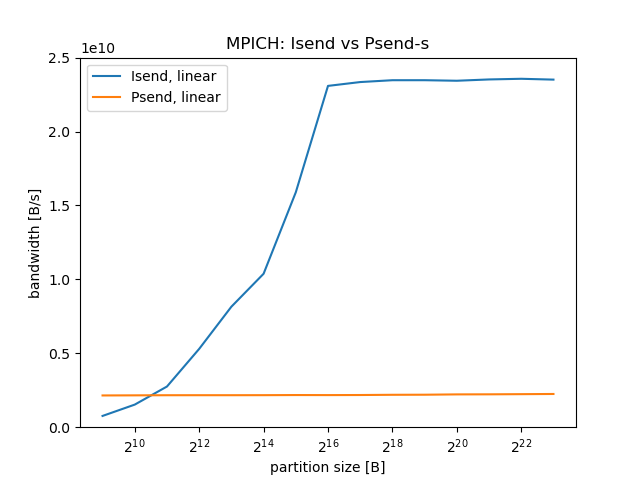 MPICH: Isend vs Psend-s
1e10
2.5
2.0
1.5
1.0
0.5
0.0
bandwidth [B/s]
Isend, linear
Psend, linear
2^10 2^12 2^14 2^16 2^18 2^20 2^22
partition size [B]